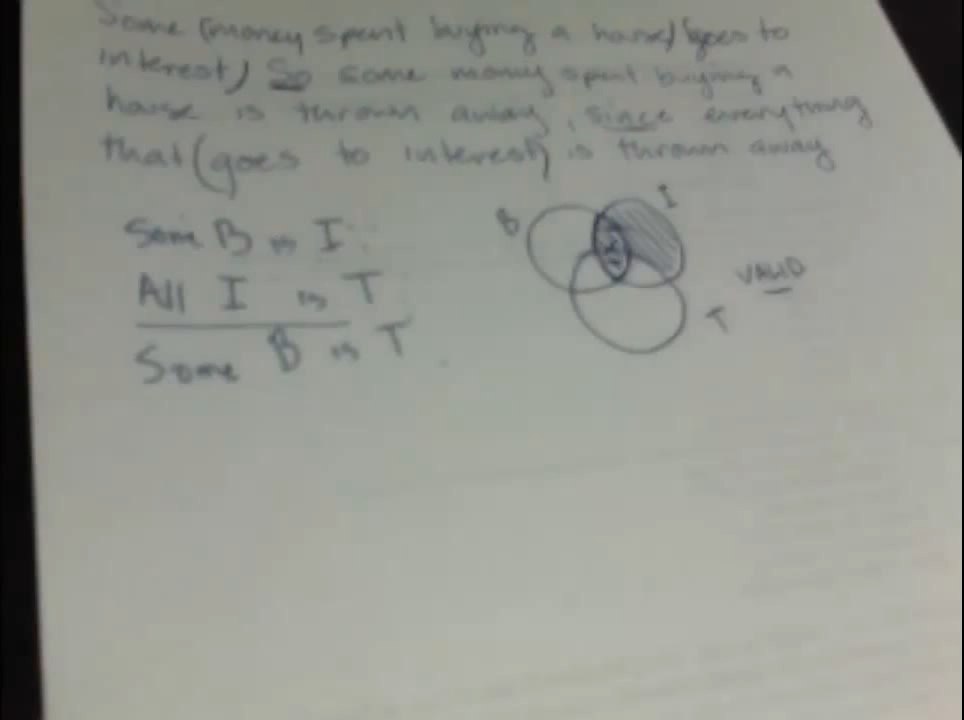 Some (money spent buying a house) (goes to
interest) So some money spent buying a
house is thrown away, since everything
that (goes to interest) is thrown away
Some B is I
All I is T
Some B is T
B
I
T
VALID